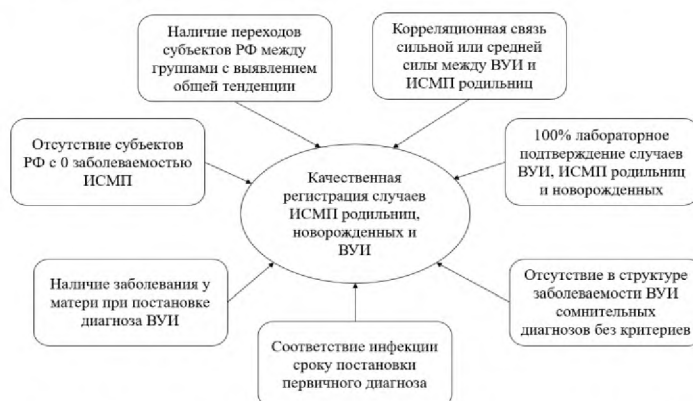 Наличие переходов
субъектов РФ между
группами с выявлением
общей тенденции
Корреляционная связь
сильной или средней
силы между ВУИ и
ИСМП родильниц
Отсутствие субъектов
РФ с 0 заболеваемостью
ИСМП
100% лабораторное
подтверждение случаев
ВУИ, ИСМП родильниц
и новорожденных
Качественная
регистрация случаев
ИСМП родильниц,
новорожденных и
ВУИ
Наличие заболевания у
матери при постановке
диагноза ВУИ
Отсутствие в структуре
заболеваемости ВУИ
сомнительных
диагнозов без критериев
Соответствие инфекции
сроку постановки
первичного диагноза